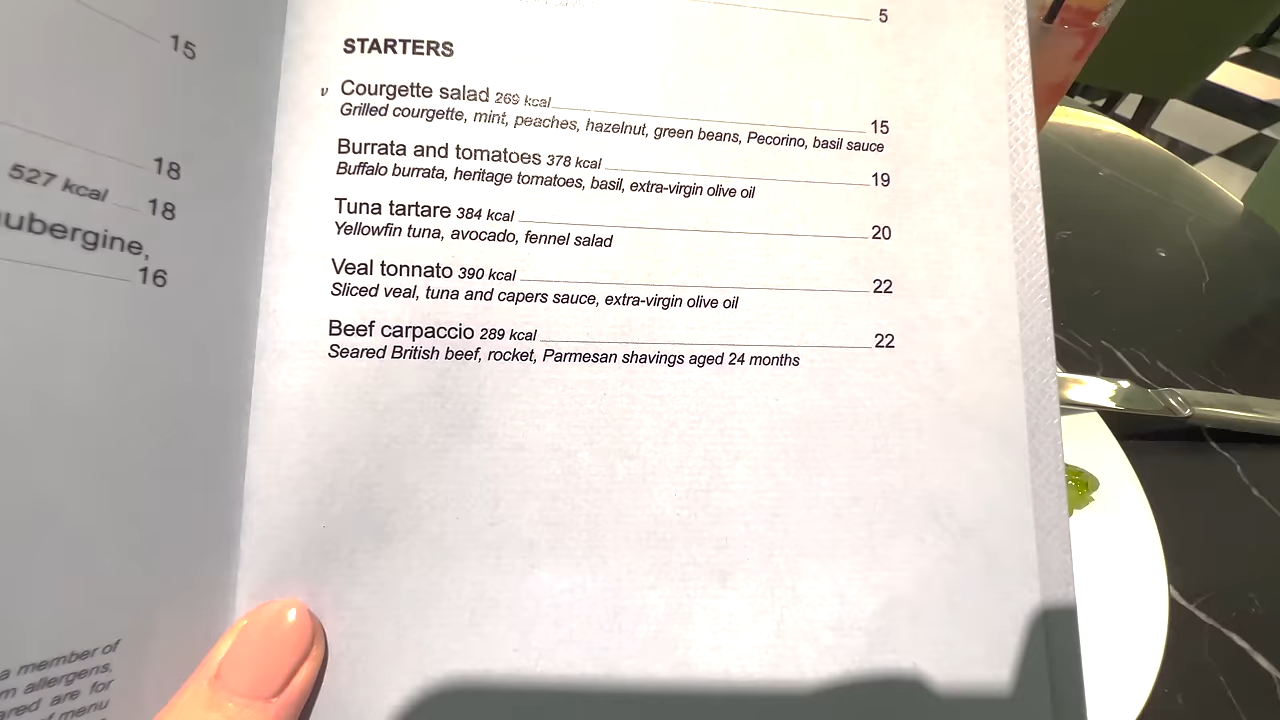 15
18
527 kcal 18
ubergine,
16
a member of
allergens,
are for
menu
5
STARTERS
v Courgette salad 269 kcal 15
Grilled courgette, mint, peaches, hazelnut, green beans, Pecorino, basil sauce
Burrata and tomatoes 378 kcal 19
Buffalo burrata, heritage tomatoes, basil, extra-virgin olive oil
Tuna tartare 384 kcal 20
Yellowfin tuna, avocado, fennel salad
Veal tonnato 390 kcal 22
Sliced veal, tuna and capers sauce, extra-virgin olive oil
Beef carpaccio 289 kcal 22
Seared British beef, rocket, Parmesan shavings aged 24 months